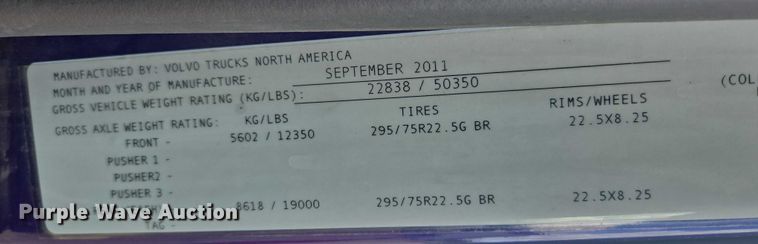 MANUFACTURED BY: VOLVO TRUCKS NORTH AMERICA
MONTH AND YEAR OF MANUFACTURE: SEPTEMBER 2011
GROSS VEHICLE WEIGHT RATING (KG/LBS): 22838 / 50350
GROSS AXLE WEIGHT RATING: KG/LBS TIRES RIMS/WHEELS (COL
FRONT - 5602 / 12350 295/75R22.5G BR 22.5X8.25
PUSHER 1 -
PUSHER2 -
PUSHER 3 -
8618 / 19000 295/75R22.5G BR 22.5X8.25
TAG -
Purple Wave Auction